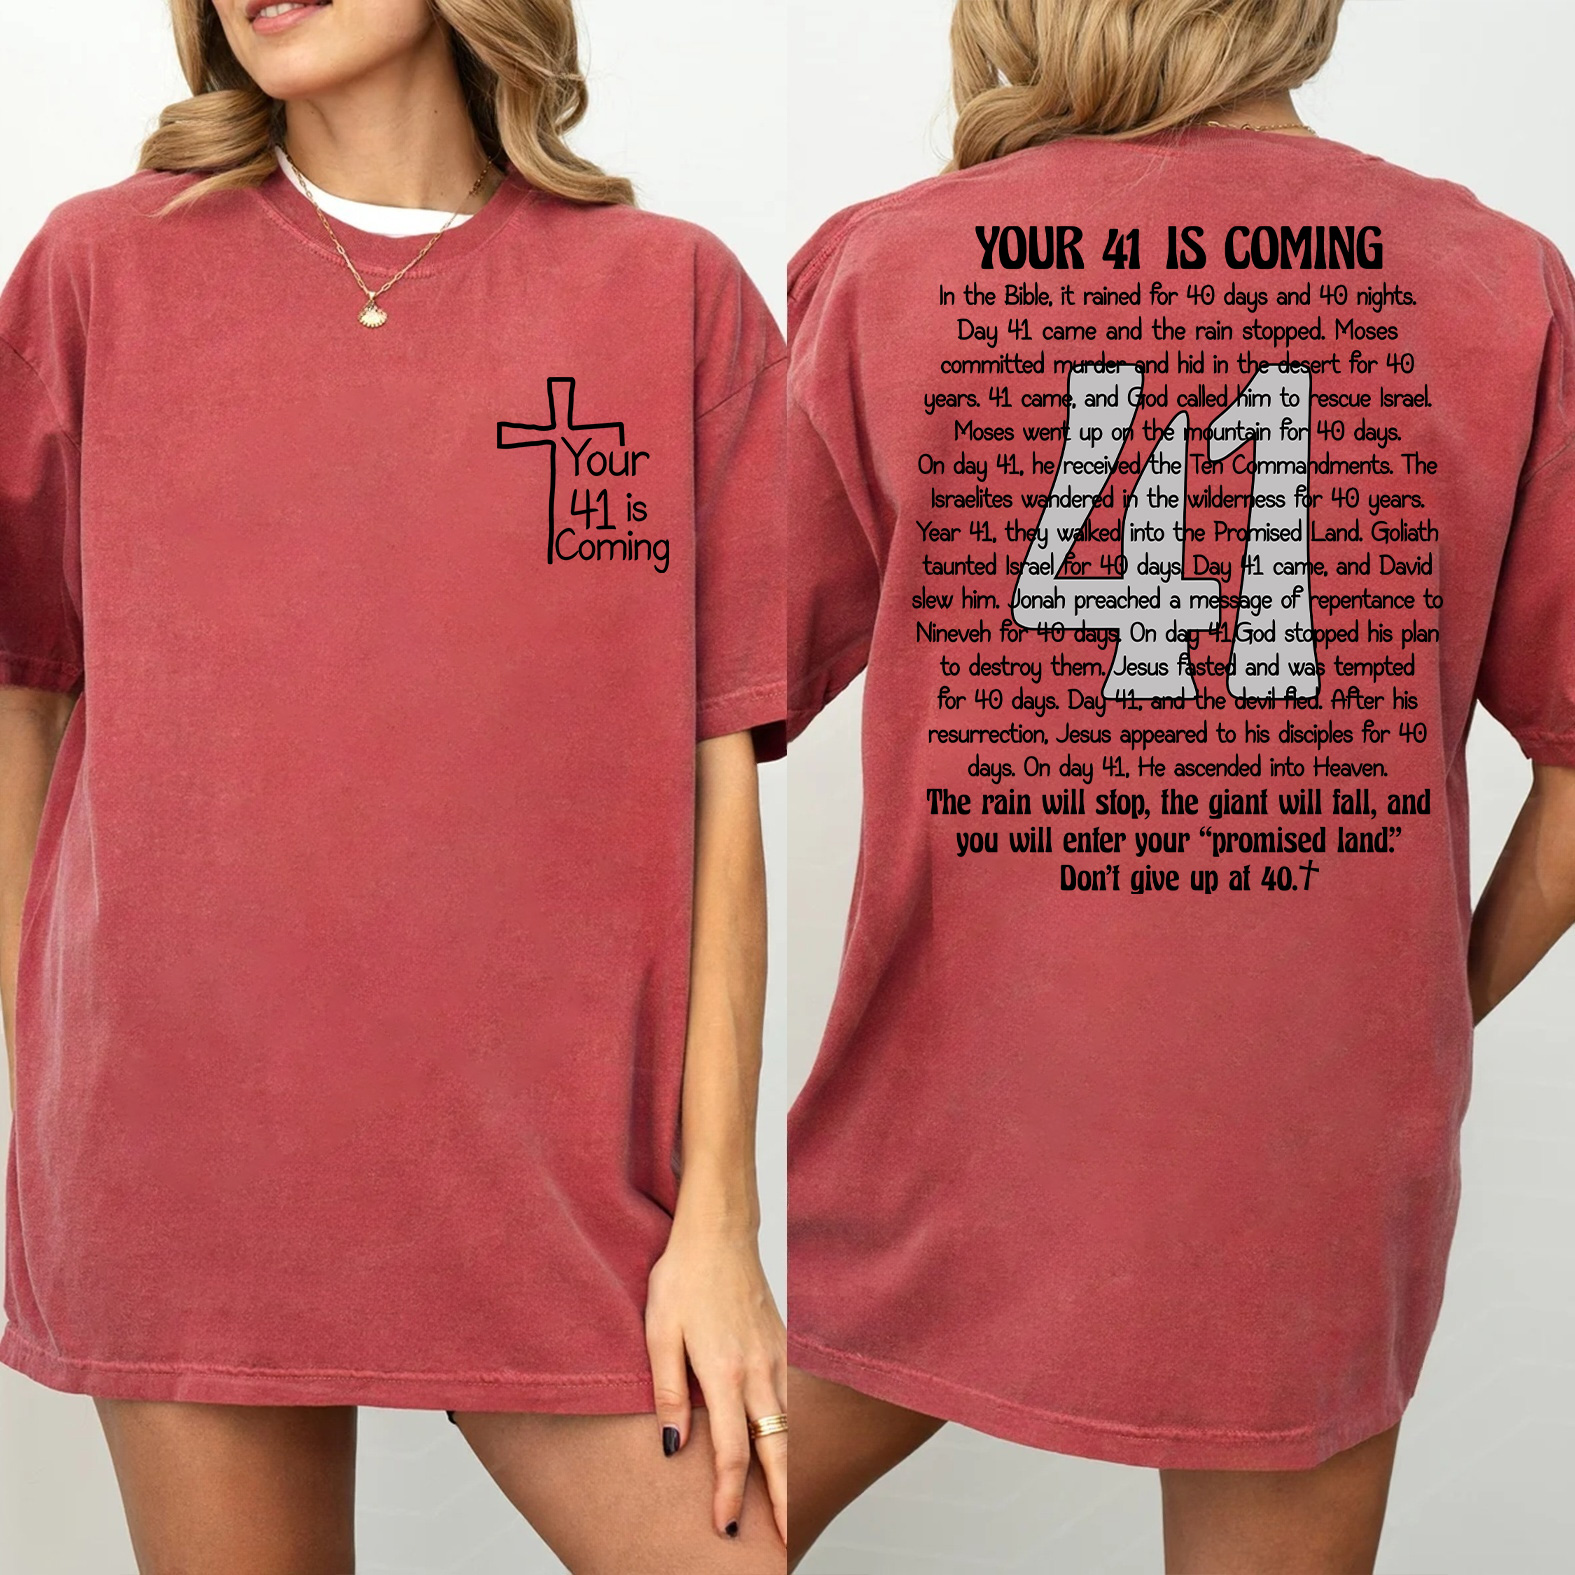 Your
41 is
Coming
YOUR 41 IS COMING
In the Bible, it rained for 40 days and 40 nights.
Day 41 came and the rain stopped. Moses
committed murder and hid in the desert for 40
years. 41 came, and God called him to rescue Israel.
Moses went up on the mountain for 40 days.
On day 41, he received the Ten Commandments. The
Israelites wandered in the wilderness for 40 years.
Year 41, they walked into the Promised Land. Goliath
taunted Israel for 40 days. Day 41 came, and David
slew him. Jonah preached a message of repentance to
Nineveh for 40 days. On day 41,God stopped his plan
to destroy them. Jesus fasted and was tempted
for 40 days. Day 41, and the devil fled. After his
resurrection, Jesus appeared to his disciples for 40
days. On day 41, He ascended into Heaven.
The rain will stop, the giant will fall, and
you will enter your “promised land.”
Don't give up at 40.
41